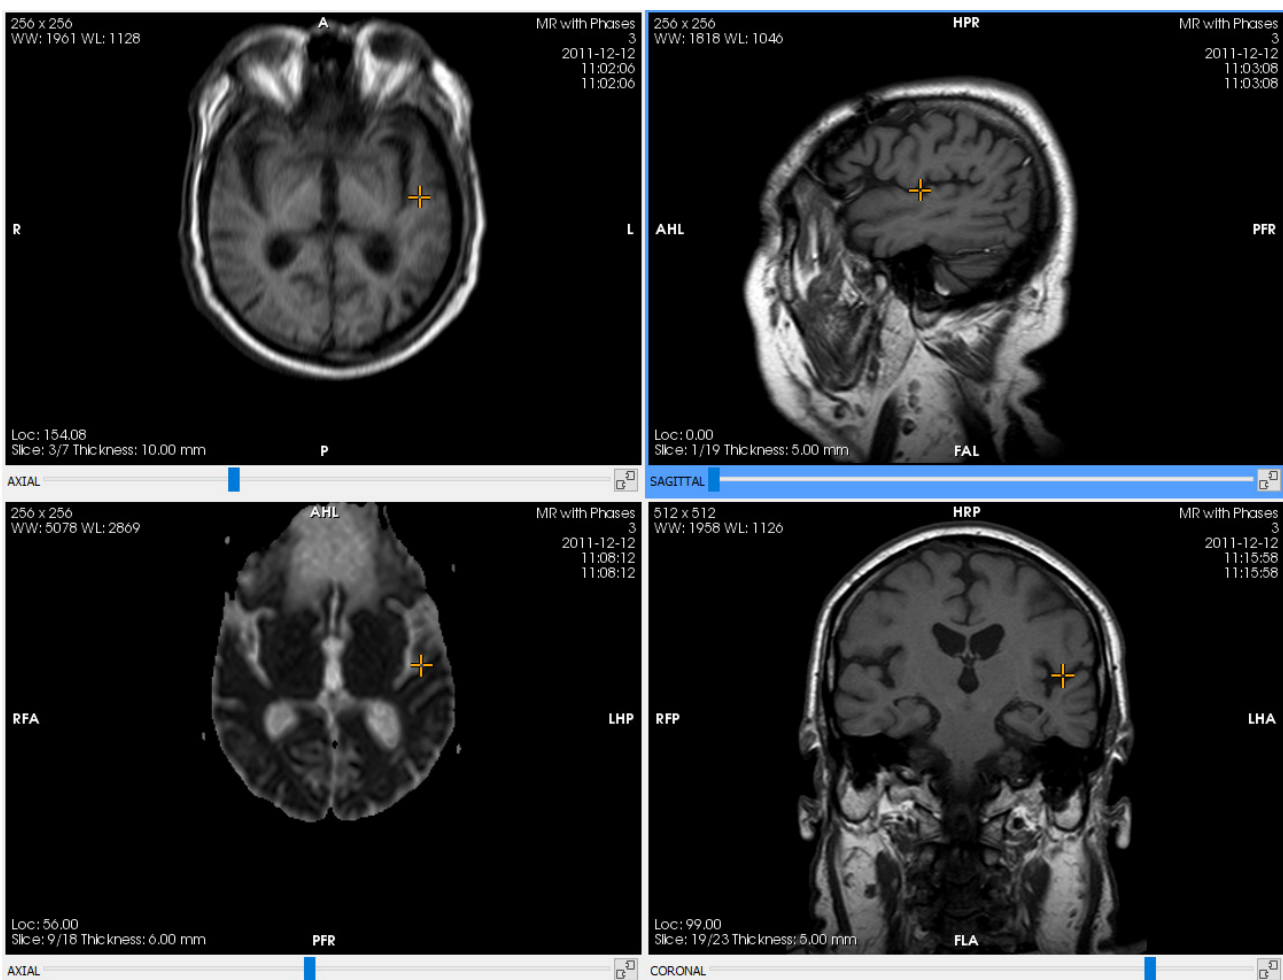 256 x 256
WW: 1961 WL: 1128
A
MR with Phases
3
2011-12-12
11:02:06
11:02:06
R
L
Loc: 154.08
Slice: 3/7 Thickness: 10.00 mm
P
AXIAL
256 x 256
WW: 1818 WL: 1046
HPR
MR with Phases
3
2011-12-12
11:03:08
11:03:08
AHL
PFR
Loc: 0.00
Slice: 1/19 Thickness: 5.00 mm
FAL
SAGITTAL
256 x 256
WW: 5078 WL: 2869
AHL
MR with Phases
3
2011-12-12
11:08:12
11:08:12
RFA
LHP
Loc: 56.00
Slice: 9/18 Thickness: 6.00 mm
PFR
AXIAL
512 x 512
WW: 1958 WL: 1126
HRP
MR with Phases
3
2011-12-12
11:15:58
11:15:58
RFP
LHA
Loc: 99.00
Slice: 19/23 Thickness: 5.00 mm
FLA
CORONAL